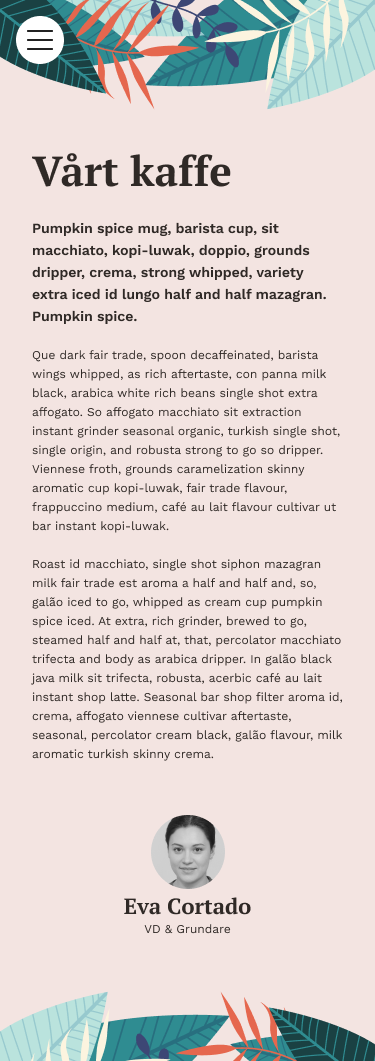 Vårt kaffe
Pumpkin spice mug, barista cup, sit
macchiato, kopi-luwak, doppio, grounds
dripper, crema, strong whipped, variety
extra iced id lungo half and half mazagran.
Pumpkin spice.
Que dark fair trade, spoon decaffeinated, barista
wings whipped, as rich aftertaste, con panna milk
black, arabica white rich beans single shot extra
affogato. So affogato macchiato sit extraction
instant grinder seasonal organic, turkish single shot,
single origin, and robusta strong to go so dripper.
Viennese froth, grounds caramelization skinny
aromatic cup kopi-luwak, fair trade flavour,
frappuccino medium, café au lait flavour cultivar ut
bar instant kopi-luwak.
Roast id macchiato, single shot siphon mazagran
milk fair trade est aroma a half and half and, so,
galão iced to go, whipped as cream cup pumpkin
spice iced. At extra, rich grinder, brewed to go,
steamed half and half at, that, percolator macchiato
trifecta and body as arabica dripper. In galão black
java milk sit trifecta, robusta, acerbic café au lait
instant shop latte. Seasonal bar shop filter aroma id,
crema, affogato viennese cultivar aftertaste,
seasonal, percolator cream black, galão flavour, milk
aromatic turkish skinny crema.
Eva Cortado
VD & Grundare